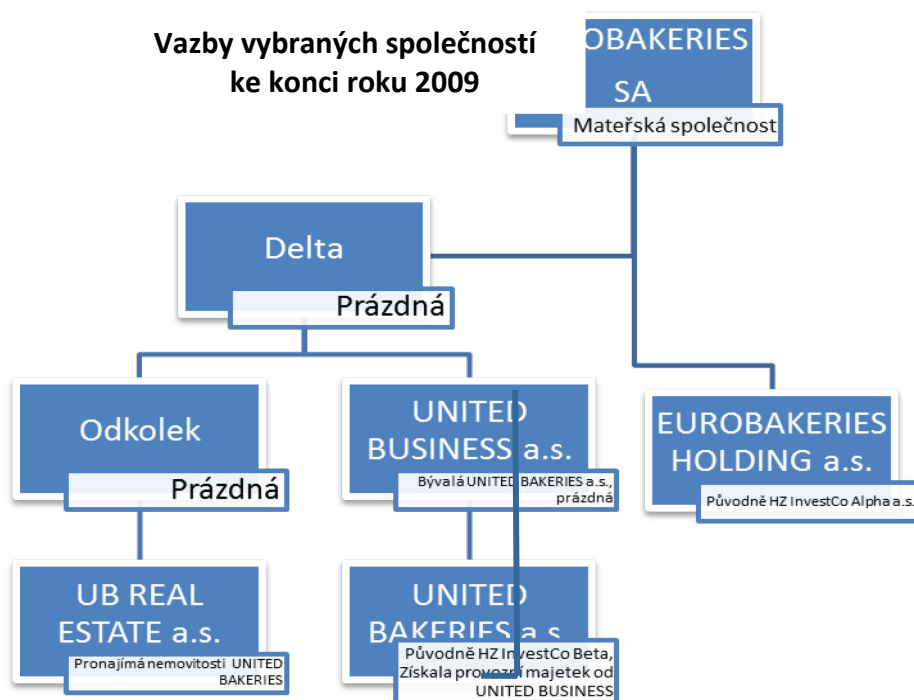 Vazby vybraných společností
ke konci roku 2009
OBAKERIES
SA
Mateřská společnost
Delta
Prázdná
Odkolek
Prázdná
UNITED
BUSINESS a.s.
Bývalá UNITED BAKERIES a.s.,
prázdná
EUROBAKERIES
HOLDING a.s.
Původně HZ InvestCo Alpha a.s.
UB REAL
ESTATE a.s.
Pronajímá nemovitosti UNITED
BAKERIES
UNITED
BAKERIES a.s.
Původně HZ InvestCo Beta,
Získala provozní majetek od
UNITED BUSINESS